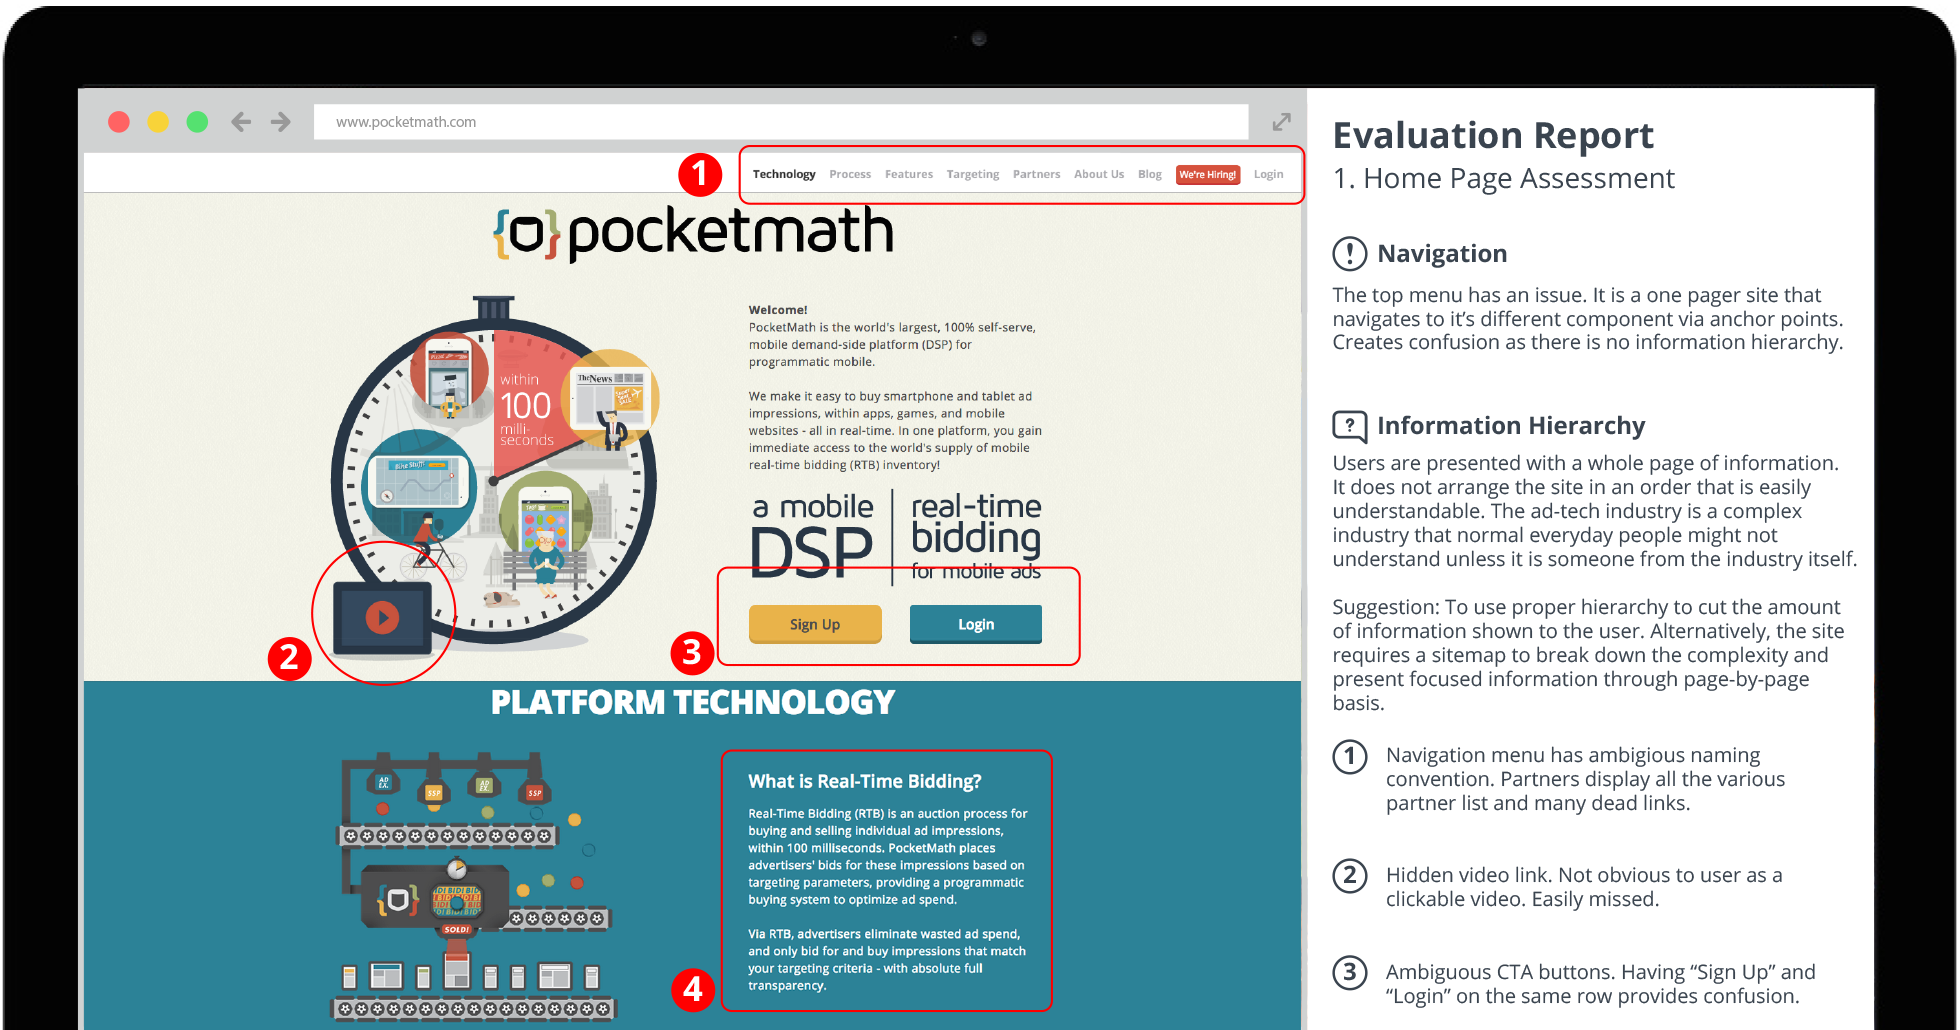 www.pocketmath.com
1
Technology Process Features Targeting Partners About Us Blog We're Hiring! Login
{ } pocketmath
within
100
milli-
seconds
The News
Welcome!
PocketMath is the world's largest, 100% self-serve,
mobile demand-side platform (DSP) for
programmatic mobile.
We make it easy to buy smartphone and tablet ad
impressions, within apps, games, and mobile
websites - all in real-time. In one platform, you gain
immediate access to the world's supply of mobile
real-time bidding (RTB) inventory!
a mobile
DSP
real-time
bidding
for mobile ads
2
3
Sign Up Login
PLATFORM TECHNOLOGY
AD
EX.
SSP
AD
EX.
SSP
SOLD!
What is Real-Time Bidding?
Real-Time Bidding (RTB) is an auction process for
buying and selling individual ad impressions,
within 100 milliseconds. PocketMath places
advertisers' bids for these impressions based on
targeting parameters, providing a programmatic
buying system to optimize ad spend.
Via RTB, advertisers eliminate wasted ad spend,
and only bid for and buy impressions that match
your targeting criteria - with absolute full
transparency.
4
Evaluation Report
1. Home Page Assessment
! Navigation
The top menu has an issue. It is a one pager site that
navigates to it's different component via anchor points.
Creates confusion as there is no information hierarchy.
? Information Hierarchy
Users are presented with a whole page of information.
It does not arrange the site in an order that is easily
understandable. The ad-tech industry is a complex
industry that normal everyday people might not
understand unless it is someone from the industry itself.
Suggestion: To use proper hierarchy to cut the amount
of information shown to the user. Alternatively, the site
requires a sitemap to break down the complexity and
present focused information through page-by-page
basis.
1 Navigation menu has ambigious naming
convention. Partners display all the various
partner list and many dead links.
2 Hidden video link. Not obvious to user as a
clickable video. Easily missed.
3 Ambiguous CTA buttons. Having “Sign Up” and
“Login” on the same row provides confusion.